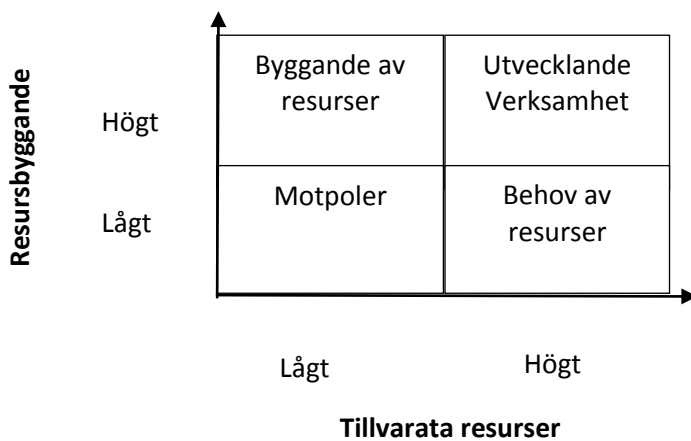 Resursbyggande
Högt
Lågt
Byggande av
resurser
Utvecklande
Verksamhet
Motpoler
Behov av
resurser
Lågt
Högt
Tillvarata resurser